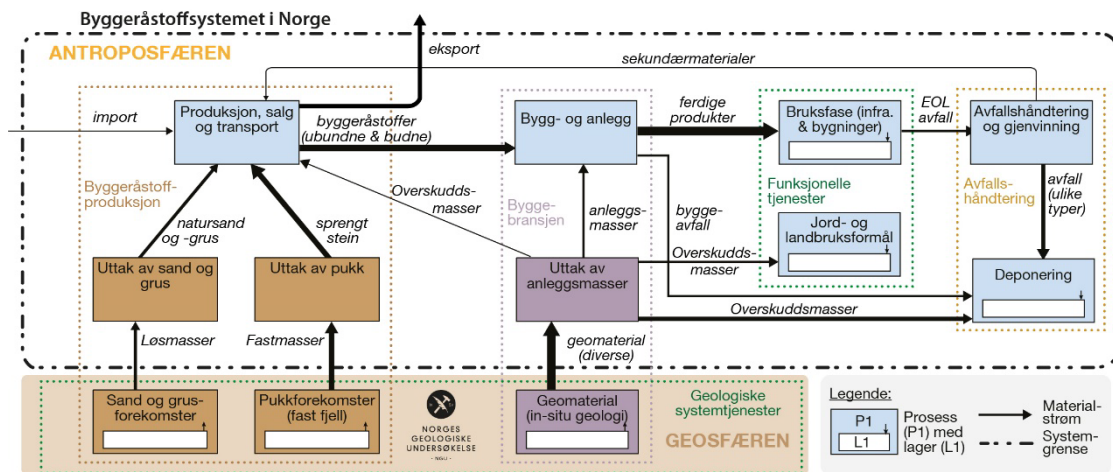 Byggeråstoffsystemet i Norge
ANTROPOSFÆREN
eksport
sekundærmaterialer
import
Produksjon, salg
og transport
byggeråstoffer
(ubundne & budne)
Bygg- og anlegg
ferdige
produkter
Bruksfase (infra.
& bygninger)
EOL
avfall
Avfallshåndtering
og gjenvinning
Byggeråstoff-
produksjon
natursand
og -grus
sprengt
stein
Overskudds-
masser
Bygge-
bransjen
anleggs-
masser
bygge-
avfall
Funksjonelle
tjenester
Avfalls-
håndtering
avfall
(ulike
typer)
Jord- og
landbruksformål
Overskudds-
masser
Uttak av sand og
grus
Uttak av pukk
Uttak av
anleggsmasser
Deponering
Overskuddsmasser
Løsmasser
Fastmasser
geomaterial
(diverse)
Sand og grus-
forekomster
Pukkforekomster
(fast fjell)
NORGES
GEOLOGISKE
UNDERSØKELSE
- NGU -
Geomaterial
(in-situ geologi)
Geologiske
systemtjenester
GEOSFÆREN
Legende:
P1
L1
Prosess
(P1) med
lager (L1)
Material-
strøm
System-
grense